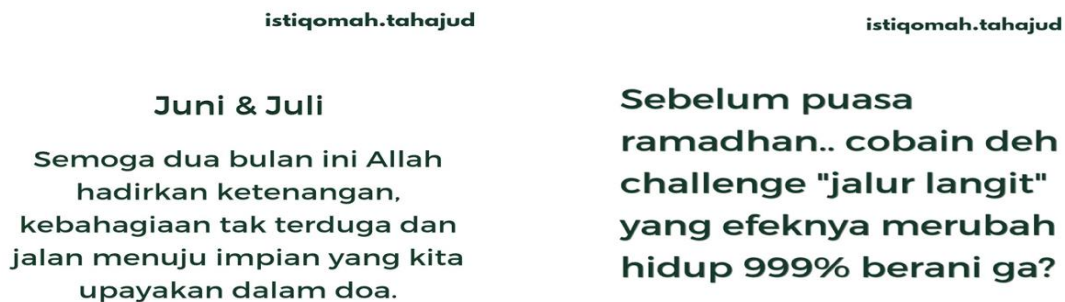 istiqomah.tahajud
Juni & Juli
Semoga dua bulan ini Allah
hadirkan ketenangan,
kebahagiaan tak terduga dan
jalan menuju impian yang kita
upayakan dalam doa.
istiqomah.tahajud
Sebelum puasa
ramadhan.. cobain deh
challenge "jalur langit"
yang efeknya merubah
hidup 999% berani ga?